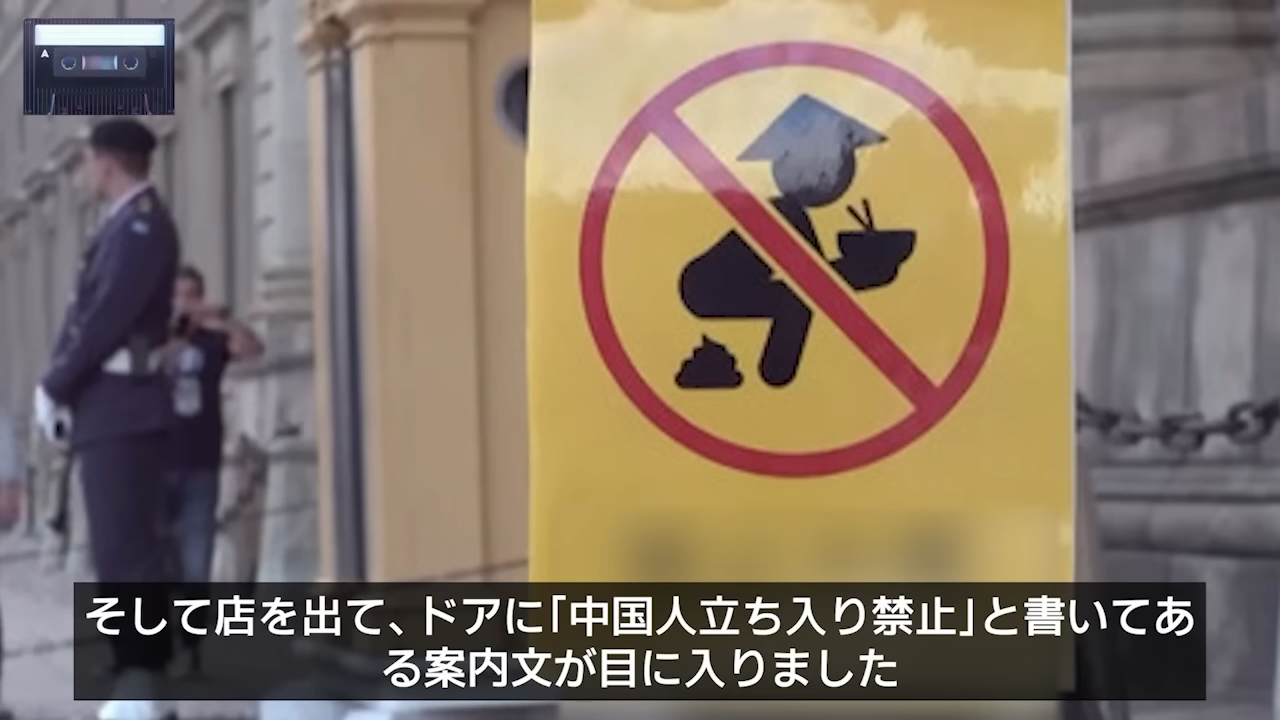 A
そして店を出て、ドアに「中国人立ち入り禁止」と書いてあ
る案内文が目に入りました